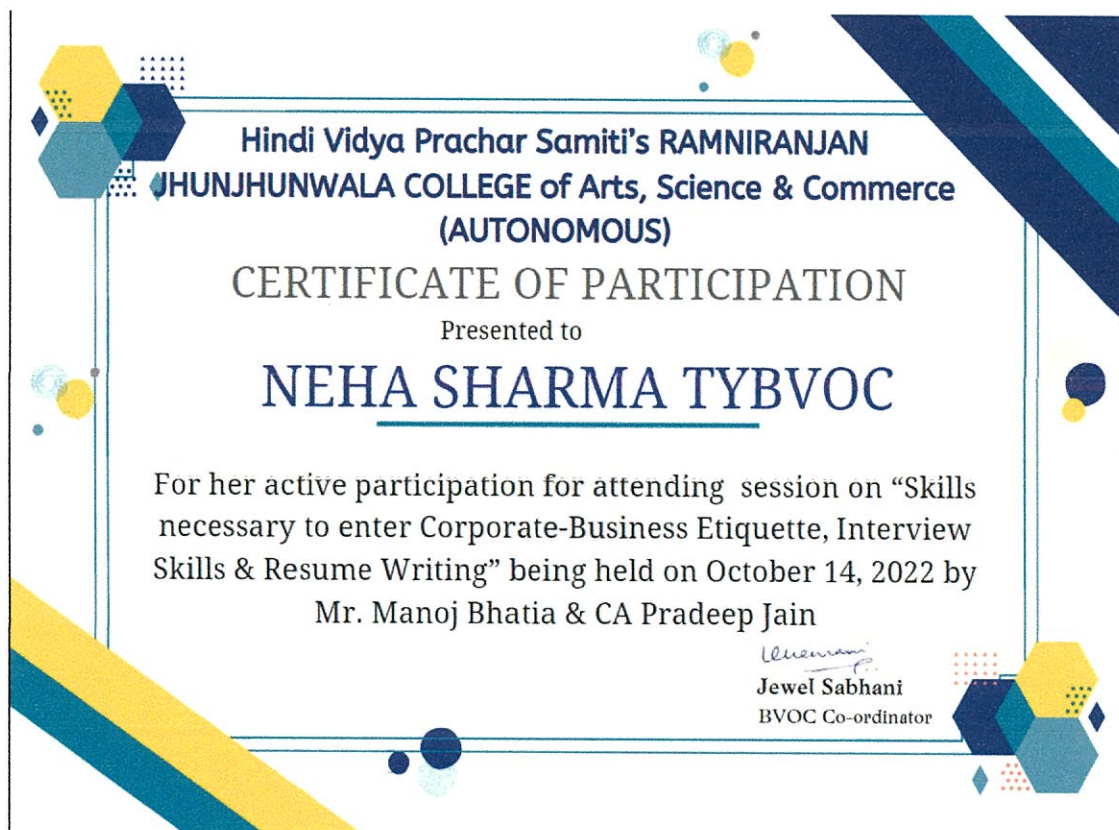 Hindi Vidya Prachar Samiti’s RAMNIRANJAN
JHUNJHUNWALA COLLEGE of Arts, Science & Commerce
(AUTONOMOUS)
CERTIFICATE OF PARTICIPATION
Presented to
NEHA SHARMA TYBVOC
For her active participation for attending session on “Skills
necessary to enter Corporate-Business Etiquette, Interview
Skills & Resume Writing” being held on October 14, 2022 by
Mr. Manoj Bhatia & CA Pradeep Jain
Jewel Sabhani
BVOC Co-ordinator